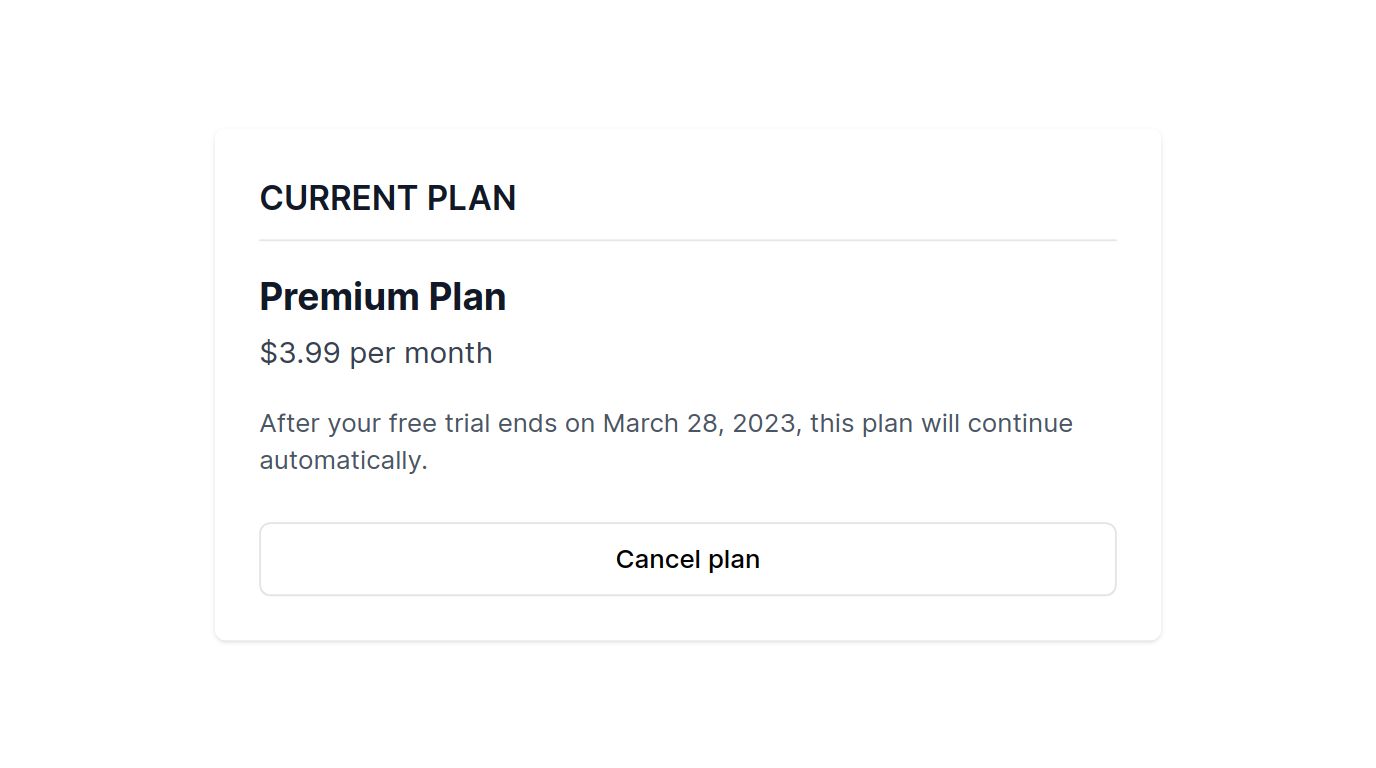 CURRENT PLAN
Premium Plan
$3.99 per month
After your free trial ends on March 28, 2023, this plan will continue
automatically.
Cancel plan